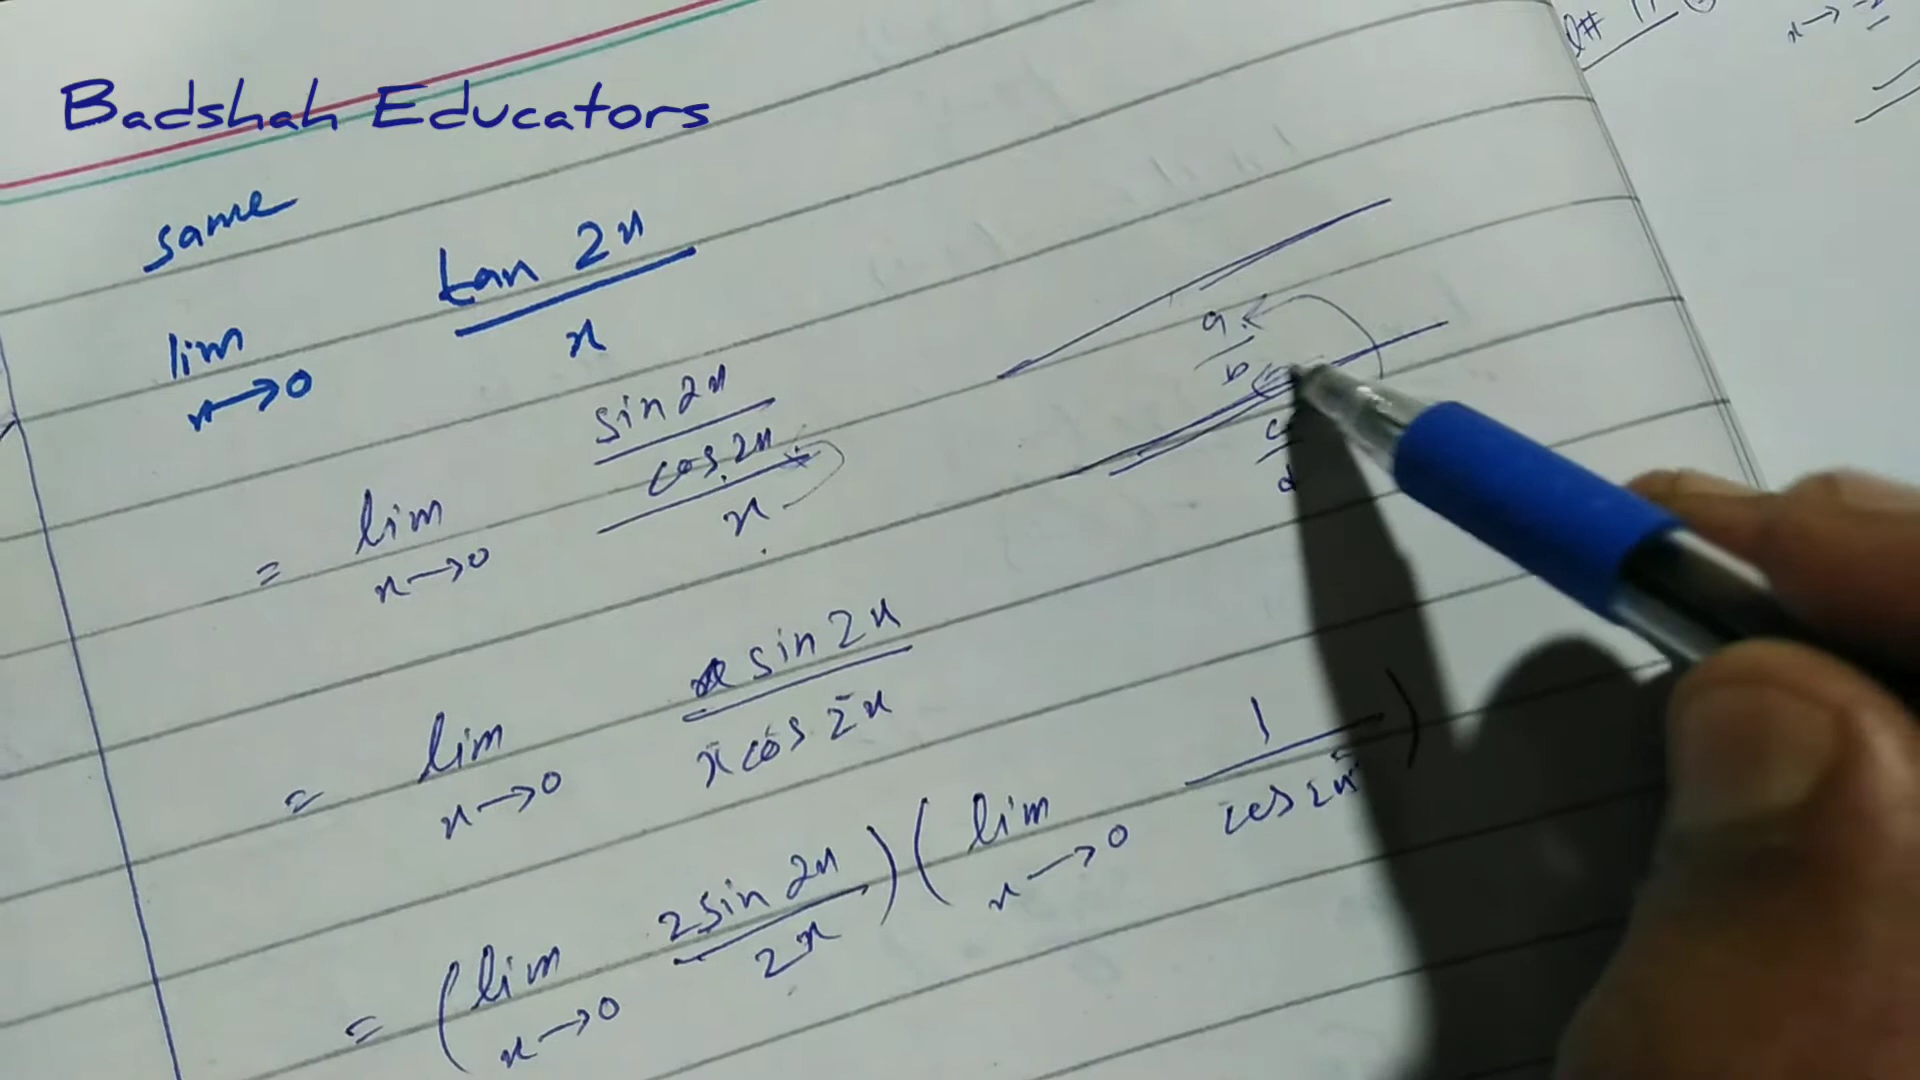 Badshah Educators
same
lim x→0 tan 2x / x
= lim x→0 sin 2x / cos 2x / x
= lim x→0 sin 2x / x cos 2x
= (lim x→0 2 sin 2x / 2x) (lim x→0 1 / cos 2x)
a / b
c / d
x→